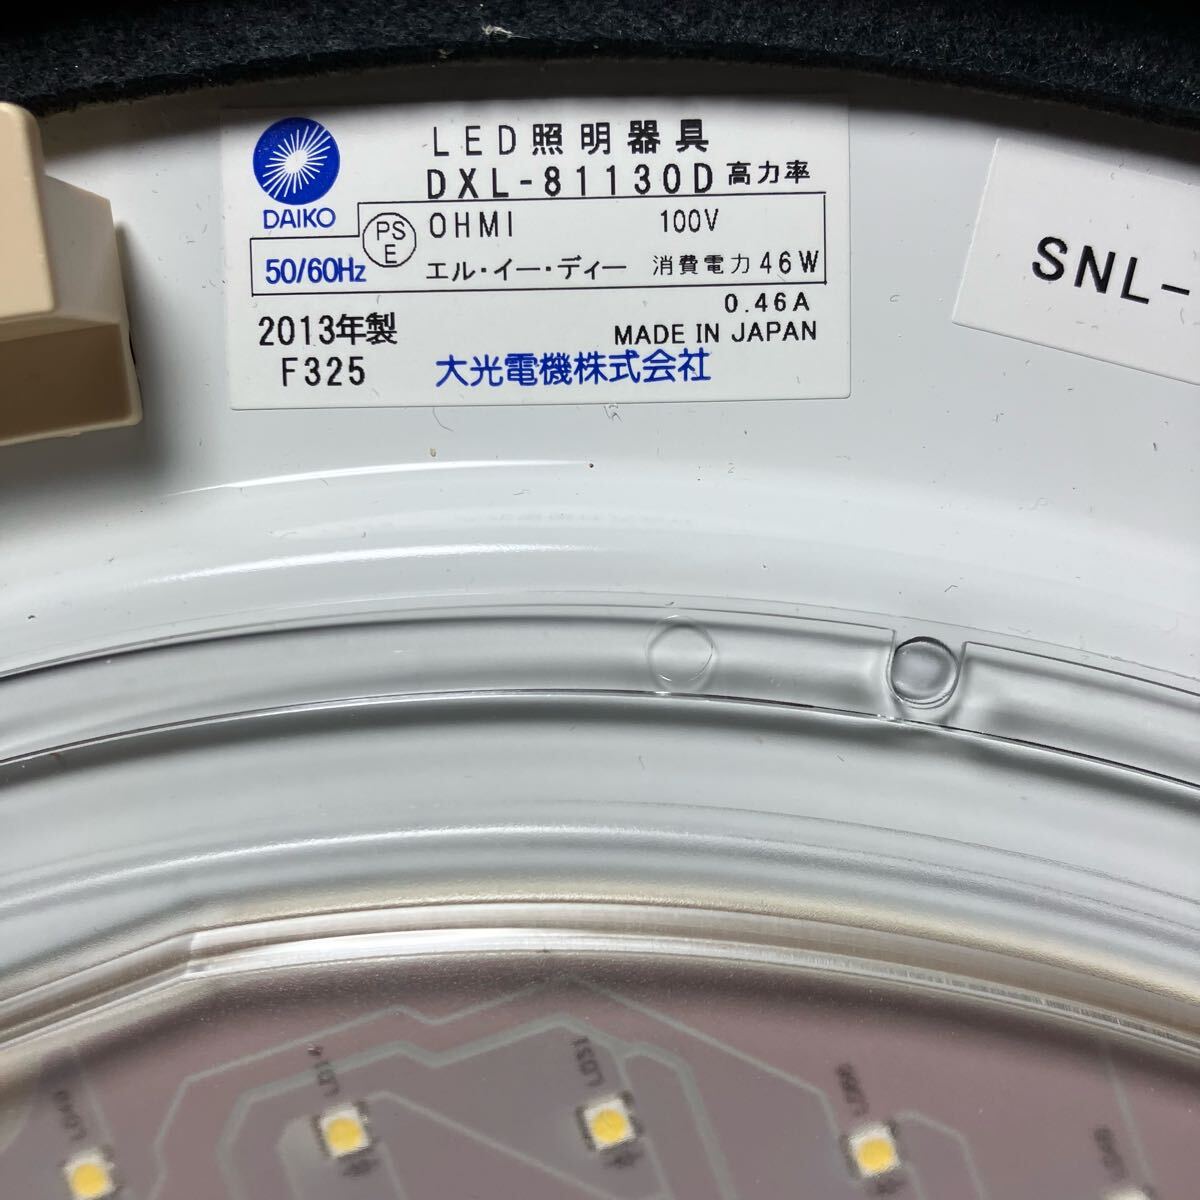 LED照明器具
DXL-81130D 高力率
DAIKO
PS
E
OHMI 100V
50/60Hz
エル・イー・ディー 消費電力46W
0.46A
2013年製
MADE IN JAPAN
F325 大光電機株式会社
SNL-
LD14
LD31